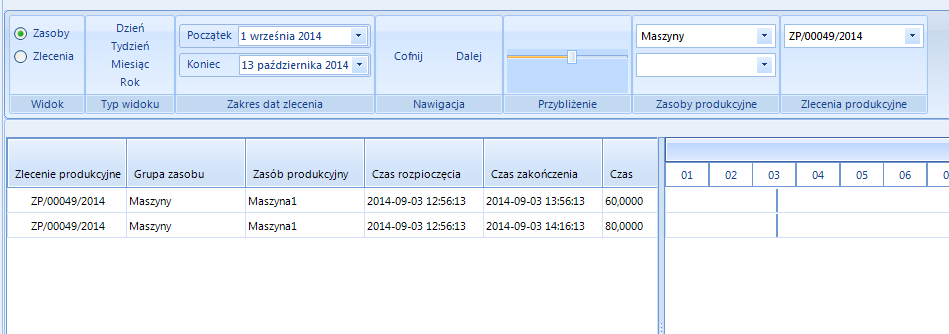 Zasoby
Zlecenia
Widok
Dzień
Tydzień
Miesiąc
Rok
Typ widoku
Początek 1 września 2014
Koniec 13 października 2014
Zakres dat zlecenia
Cofnij Dalej
Nawigacja
Przybliżenie
Maszyny
Zasoby produkcyjne
ZP/00049/2014
Zlecenia produkcyjne
Zlecenie produkcyjne Grupa zasobu Zasób produkcyjny Czas rozpioczęcia Czas zakończenia Czas 01 02 03 04 05 06 0
ZP/00049/2014 Maszyny Maszyna1 2014-09-03 12:56:13 2014-09-03 13:56:13 60,0000
ZP/00049/2014 Maszyny Maszyna1 2014-09-03 12:56:13 2014-09-03 14:16:13 80,0000